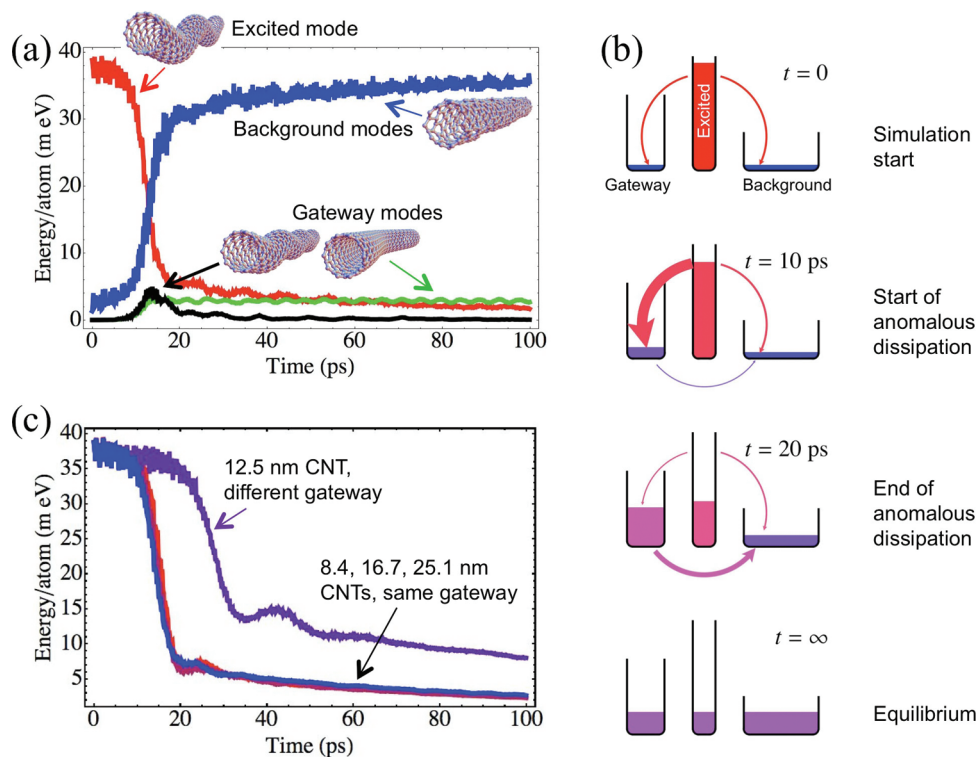 (a)
Excited mode
Background modes
Gateway modes
40
30
20
10
0
Energy/atom (m eV)
0
20
40
60
80
100
Time (ps)
(b)
t = 0
Excited
Gateway
Background
Simulation
start
t = 10 ps
Start of
anomalous
dissipation
t = 20 ps
End of
anomalous
dissipation
t = ∞
Equilibrium
(c)
40
35
30
25
20
15
10
5
Energy/atom (m eV)
12.5 nm CNT,
different gateway
8.4, 16.7, 25.1 nm
CNTs, same gateway
0
20
40
60
80
100
Time (ps)